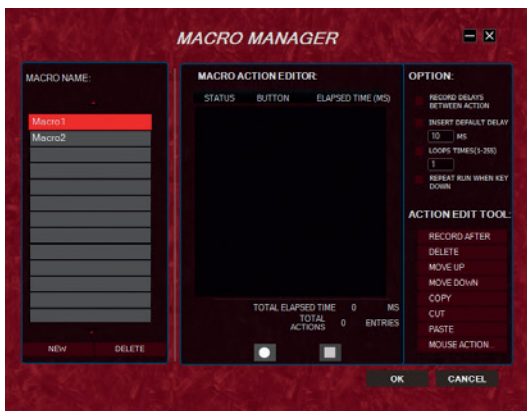 MACRO MANAGER
MACRO NAME:
Macro1
Macro2
NEW
DELETE
MACRO ACTION EDITOR:
STATUS BUTTON ELAPSED TIME (MS)
TOTAL ELAPSED TIME 0 MS
TOTAL
ACTIONS 0 ENTRIES
OPTION:
RECORD DELAYS
BETWEEN ACTION
INSERT DEFAULT DELAY
10 MS
LOOPS TIMES(1-255)
1
REPEAT RUN WHEN KEY
DOWN
ACTION EDIT TOOL:
RECORD AFTER
DELETE
MOVE UP
MOVE DOWN
COPY
CUT
PASTE
MOUSE ACTION...
OK
CANCEL